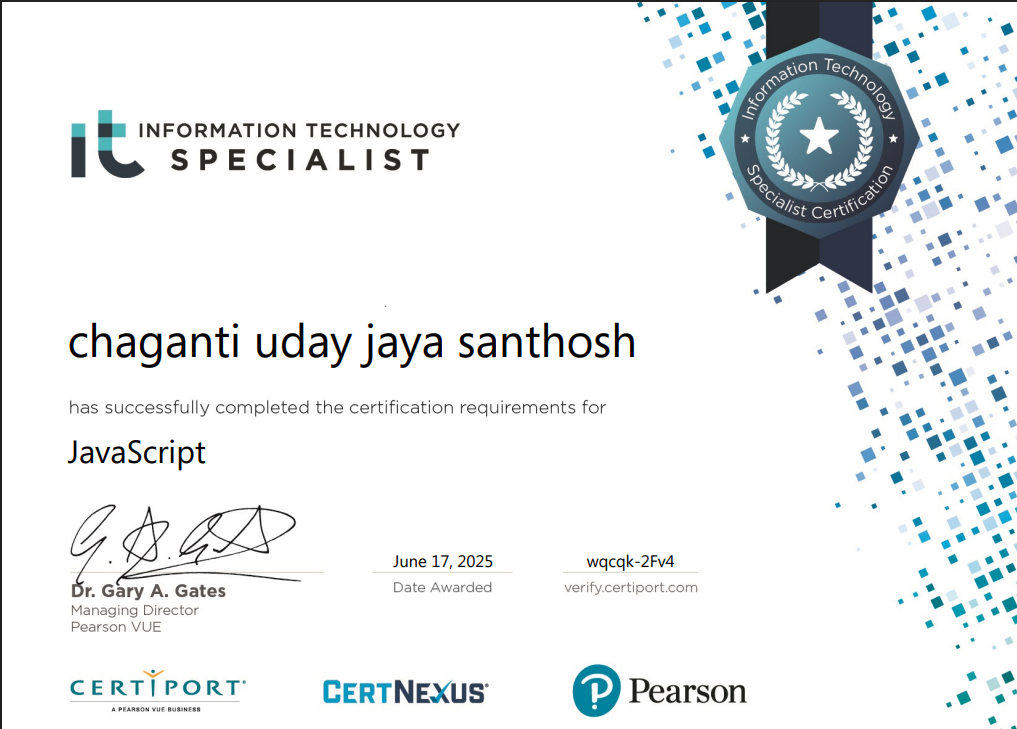 it INFORMATION TECHNOLOGY
SPECIALIST
Information Technology
Specialist Certification
chaganti uday jaya santhosh
has successfully completed the certification requirements for
JavaScript
G. A. Gates
Dr. Gary A. Gates
Managing Director
Pearson VUE
June 17, 2025
Date Awarded
wqcqk-2Fv4
verify.certiport.com
CERTIPORT®
A PEARSON VUE BUSINESS
CERTNEXUS®
P Pearson